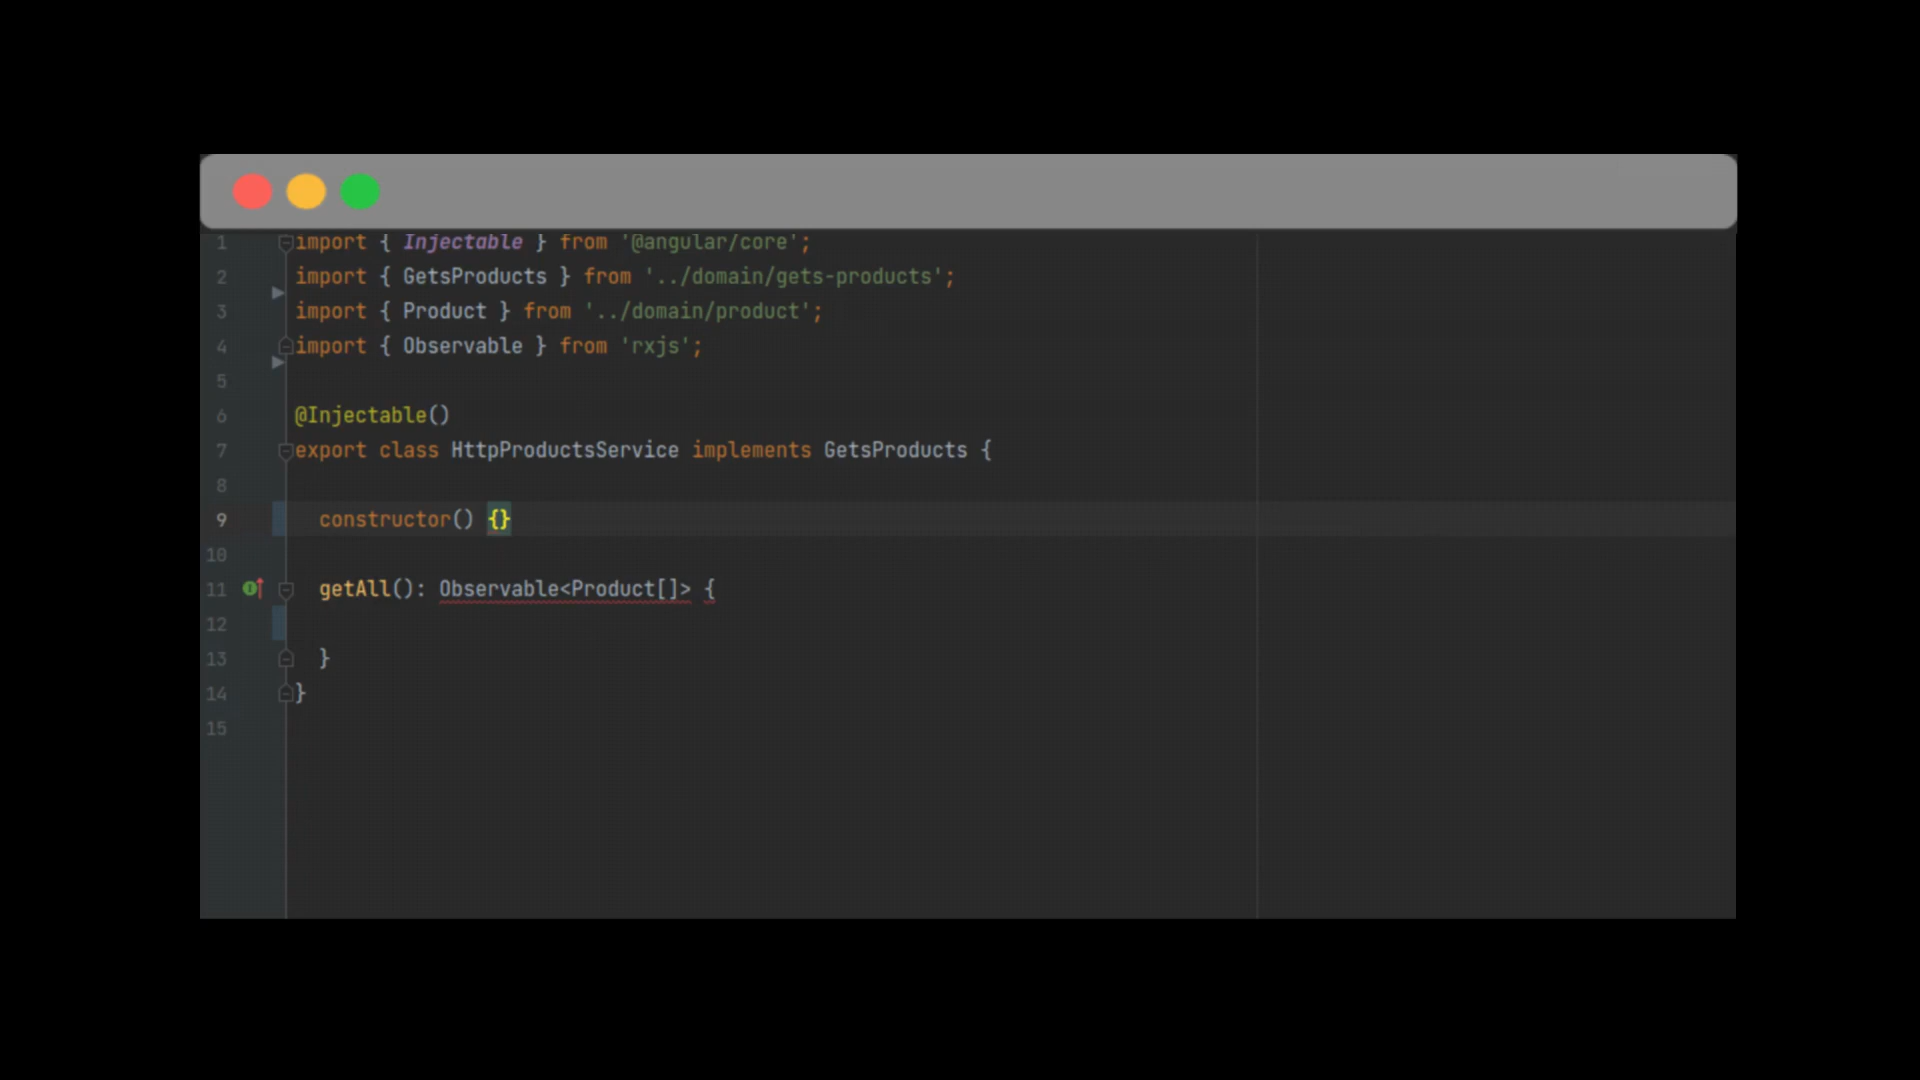 1 import { Injectable } from '@angular/core';
2 import { GetsProducts } from '../domain/gets-products';
3 import { Product } from '../domain/product';
4 import { Observable } from 'rxjs';
5
6 @Injectable()
7 export class HttpProductsService implements GetsProducts {
8
9 constructor() {}
10
11 getAll(): Observable<Product[]> {
12
13 }
14 }
15